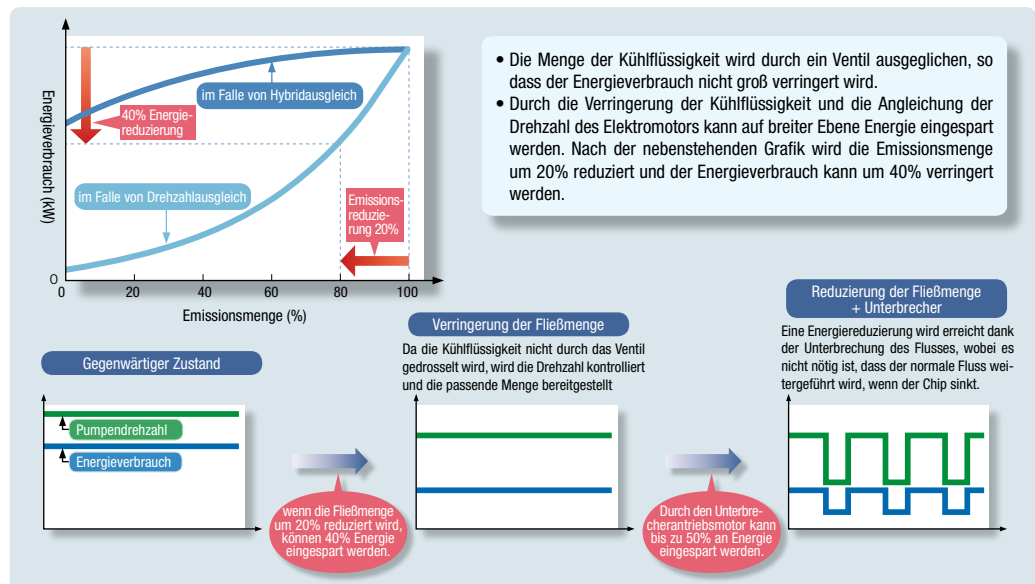 Energieverbrauch (kW)
im Falle von Hybridausgleich
40% Energie-
reduzierung
im Falle von Drehzahlausgleich
Emissions-
reduzie-
rung 20%
O
0 20 40 60 80 100
Emissionsmenge (%)
• Die Menge der Kühlflüssigkeit wird durch ein Ventil ausgeglichen, so
dass der Energieverbrauch nicht groß verringert wird.
• Durch die Verringerung der Kühlflüssigkeit und die Angleichung der
Drehzahl des Elektromotors kann auf breiter Ebene Energie eingespart
werden. Nach der nebenstehenden Grafik wird die Emissionsmenge
um 20% reduziert und der Energieverbrauch kann um 40% verringert
werden.
Gegenwärtiger Zustand
Pumpendrehzahl
Energieverbrauch
wenn die Fließmenge
um 20% reduziert wird,
können 40% Energie
eingespart werden.
Verringerung der Fließmenge
Da die Kühlflüssigkeit nicht durch das Ventil
gedrosselt wird, wird die Drehzahl kontrolliert
und die passende Menge bereitgestellt
Durch den Unterbre-
cherantriebsmotor kann
bis zu 50% an Energie
eingespart werden.
Reduzierung der Fließmenge
+ Unterbrecher
Eine Energiereduzierung wird erreicht dank
der Unterbrechung des Flusses, wobei es
nicht nötig ist, dass der normale Fluss wei-
tergeführt wird, wenn der Chip sinkt.